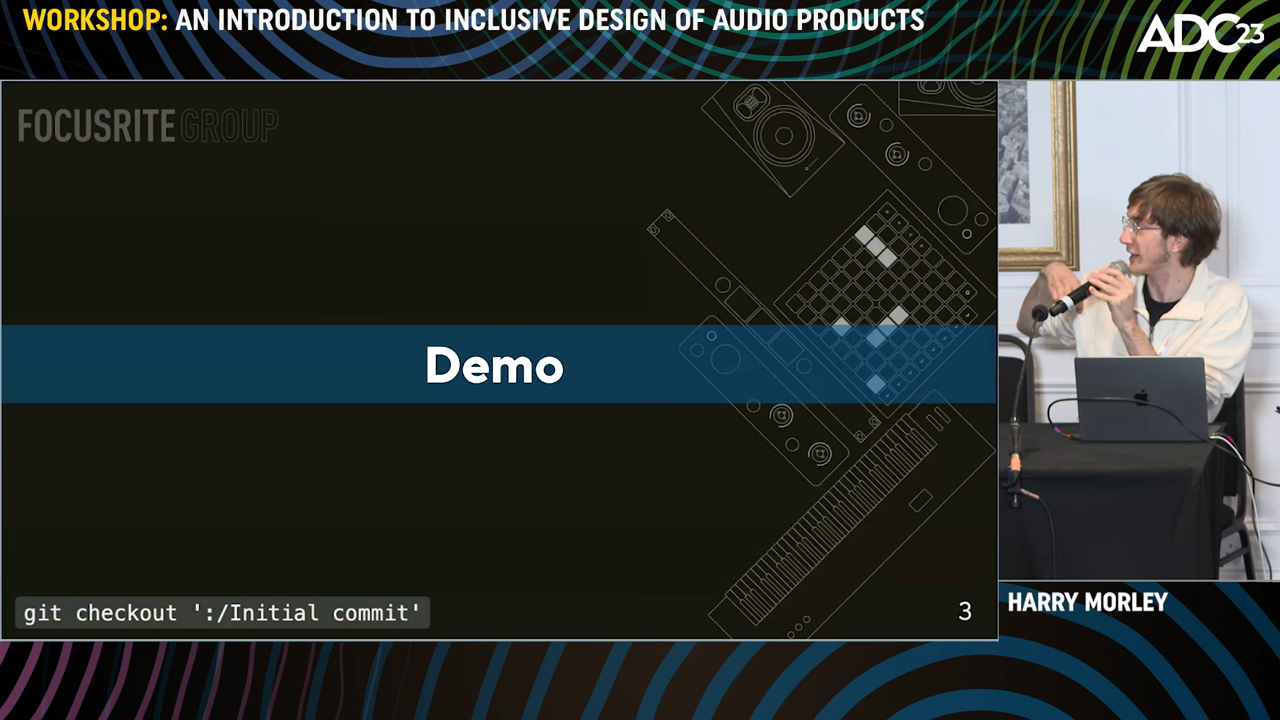 WORKSHOP: AN INTRODUCTION TO INCLUSIVE DESIGN OF AUDIO PRODUCTS
ADC23
FOCUSRITE GROUP
Demo
git checkout ':/Initial commit'
3
HARRY MORLEY